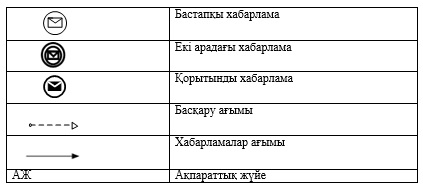 Бастапқы хабарлама
Екі арадағы хабарлама
Қорытынды хабарлама
Басқару ағымы
Хабарламалар ағымы
АЖ Ақпараттық жүйе